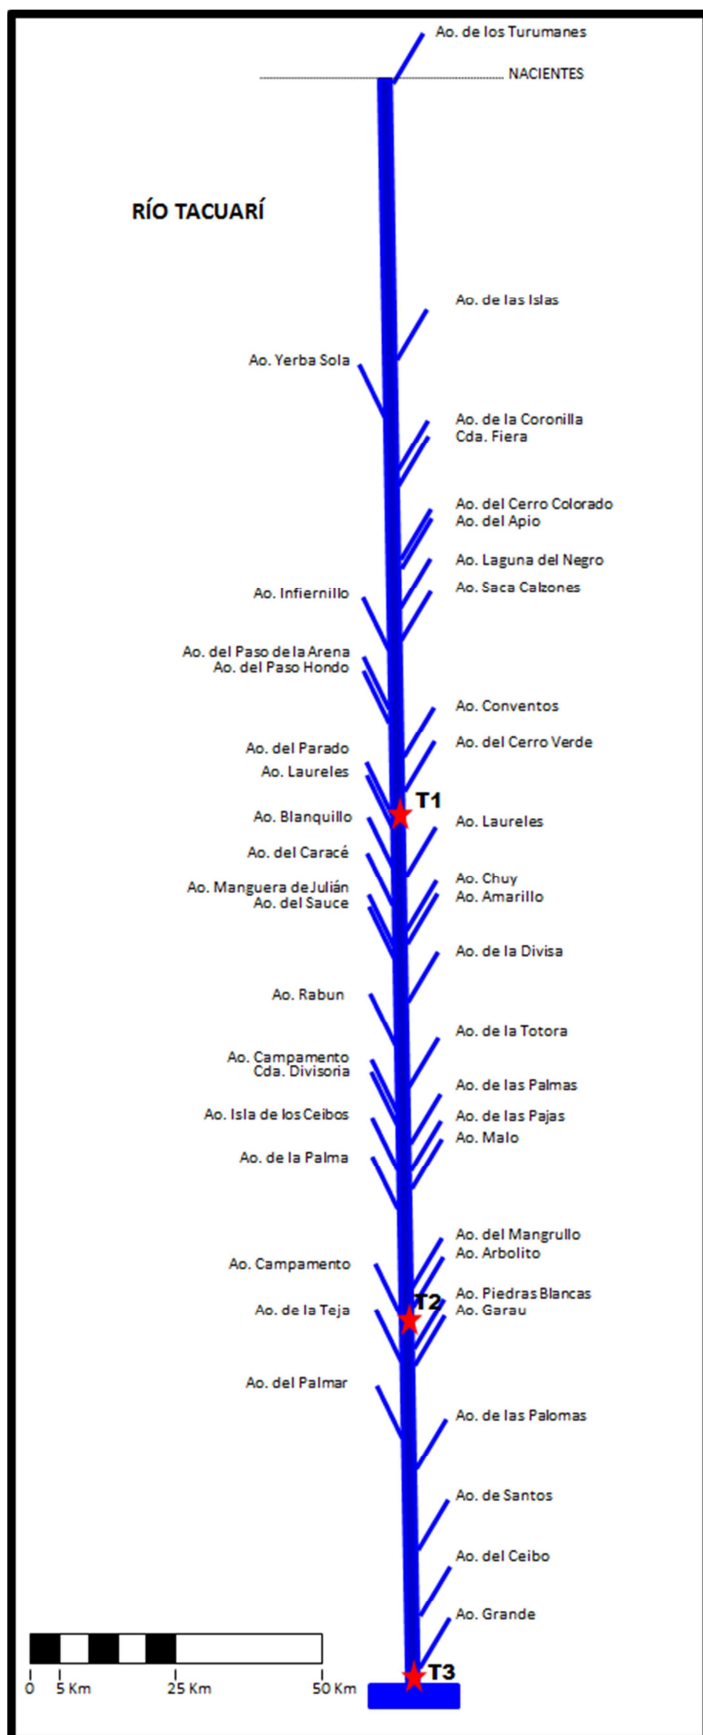 Ao. de los Turumanes
NACIENTES
RÍO TACUARÍ
Ao. de las Islas
Ao. Yerba Sola
Ao. de la Coronilla
Cda. Fiera
Ao. del Cerro Colorado
Ao. del Apio
Ao. Laguna del Negro
Ao. Saca Calzones
Ao. Infiernillo
Ao. del Paso de la Arena
Ao. del Paso Hondo
Ao. Conventos
Ao. del Cerro Verde
Ao. del Parado
Ao. Laureles
T1
Ao. Blanquillo
Ao. Laureles
Ao. del Caracé
Ao. Chuy
Ao. Manguera de Julián
Ao. Amarillo
Ao. del Sauce
Ao. de la Divisa
Ao. Rabun
Ao. de la Totora
Ao. Campamento
Cda. Divisoria
Ao. de las Palmas
Ao. Isla de los Ceibos
Ao. de las Pajas
Ao. Malo
Ao. de la Palma
Ao. del Mangrullo
Ao. Arbolito
Ao. Campamento
Ao. Piedras Blancas
T2
Ao. de la Teja
Ao. Garau
Ao. del Palmar
Ao. de las Palomas
Ao. de Santos
Ao. del Ceibo
Ao. Grande
T3
0 5 Km 25 Km 50 Km